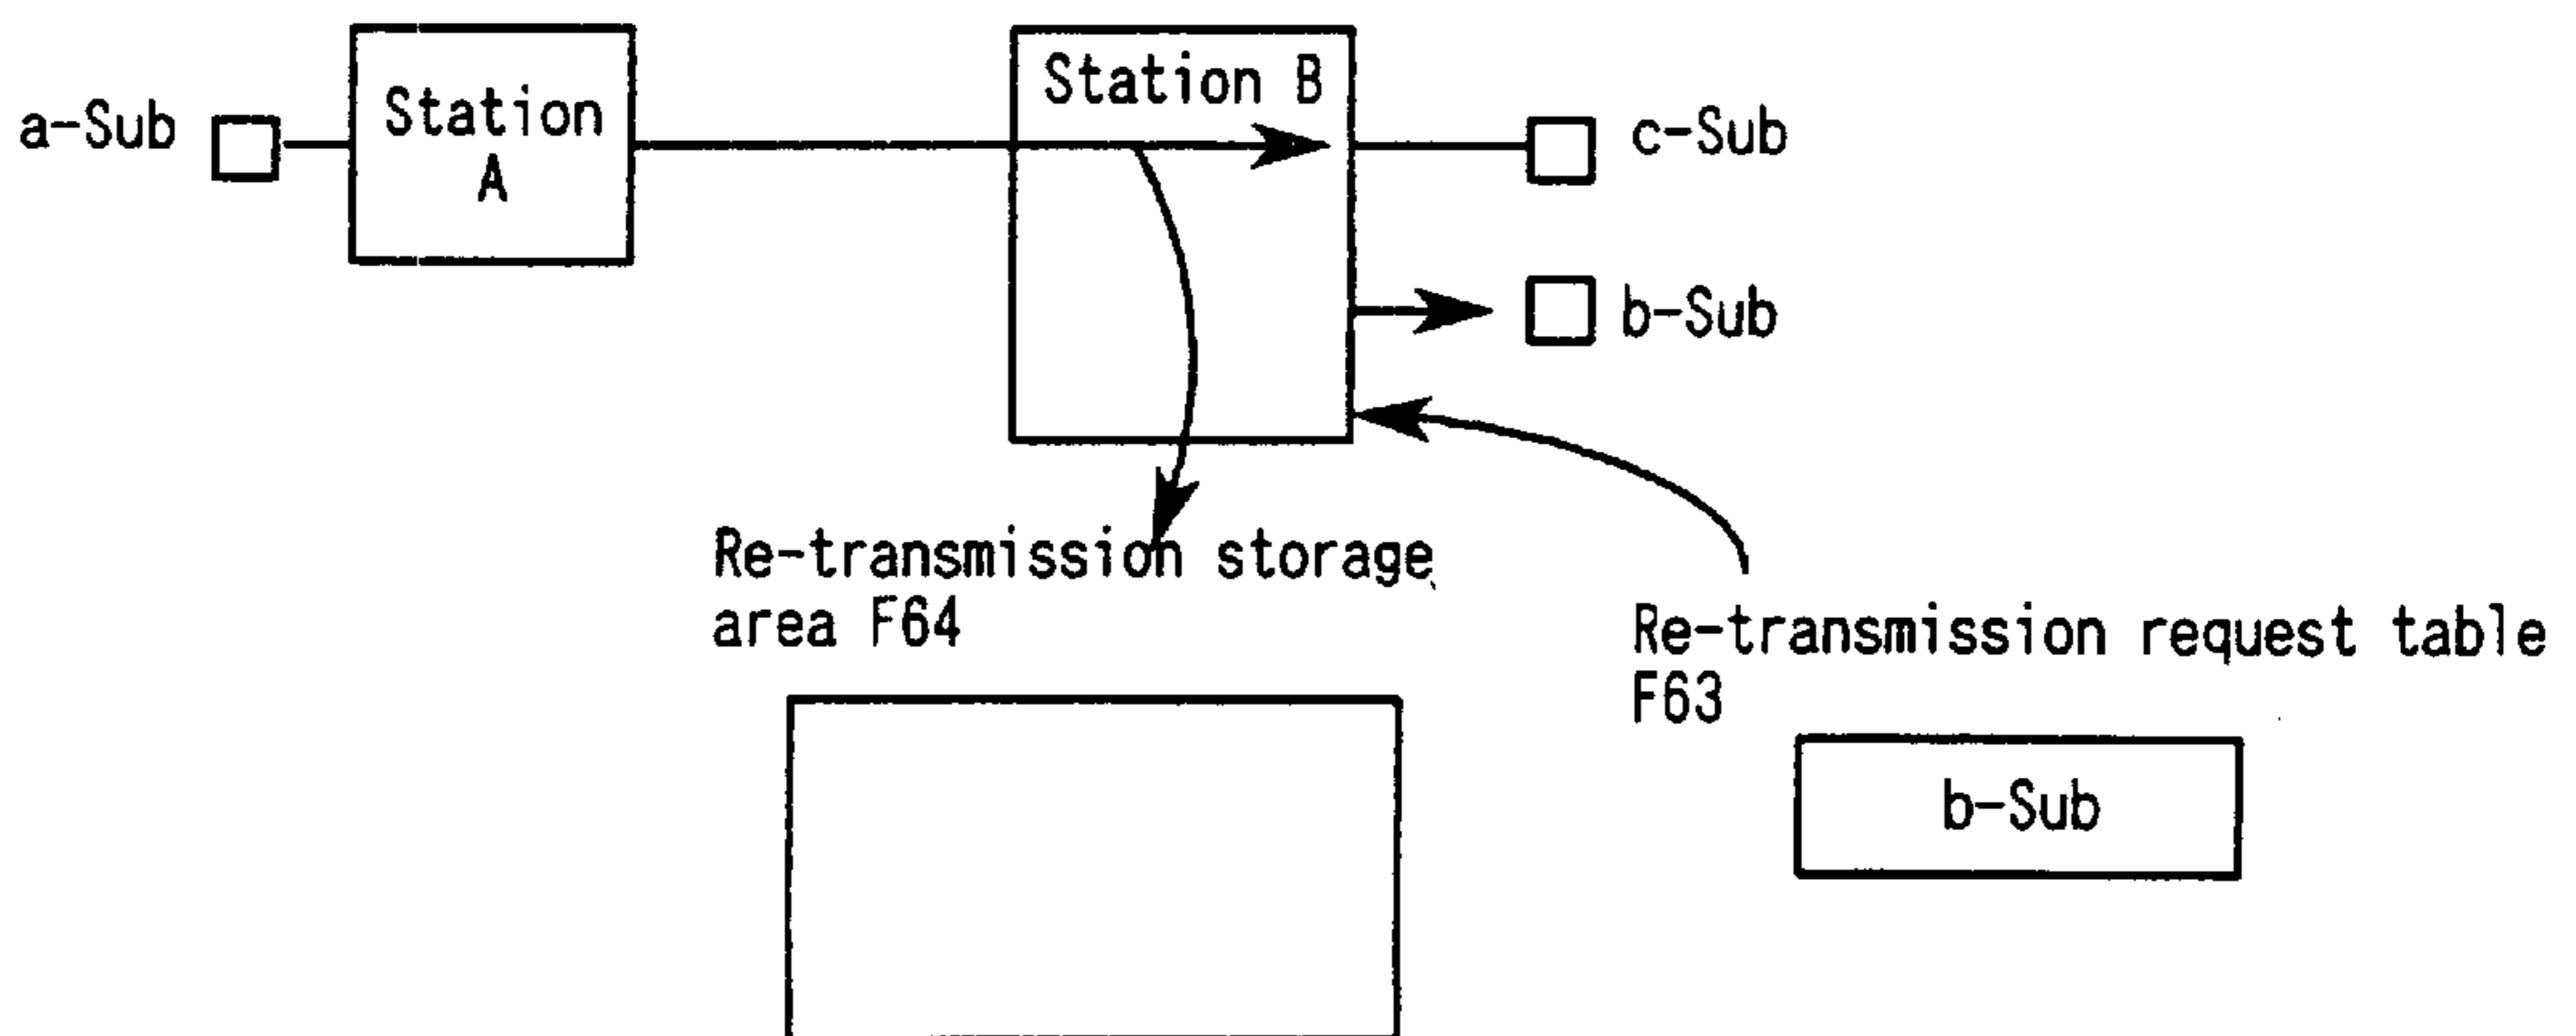 a-Sub
Station
A
Station B
c-Sub
b-Sub
Re-transmission storage
area F64
Re-transmission request table
F63
b-Sub